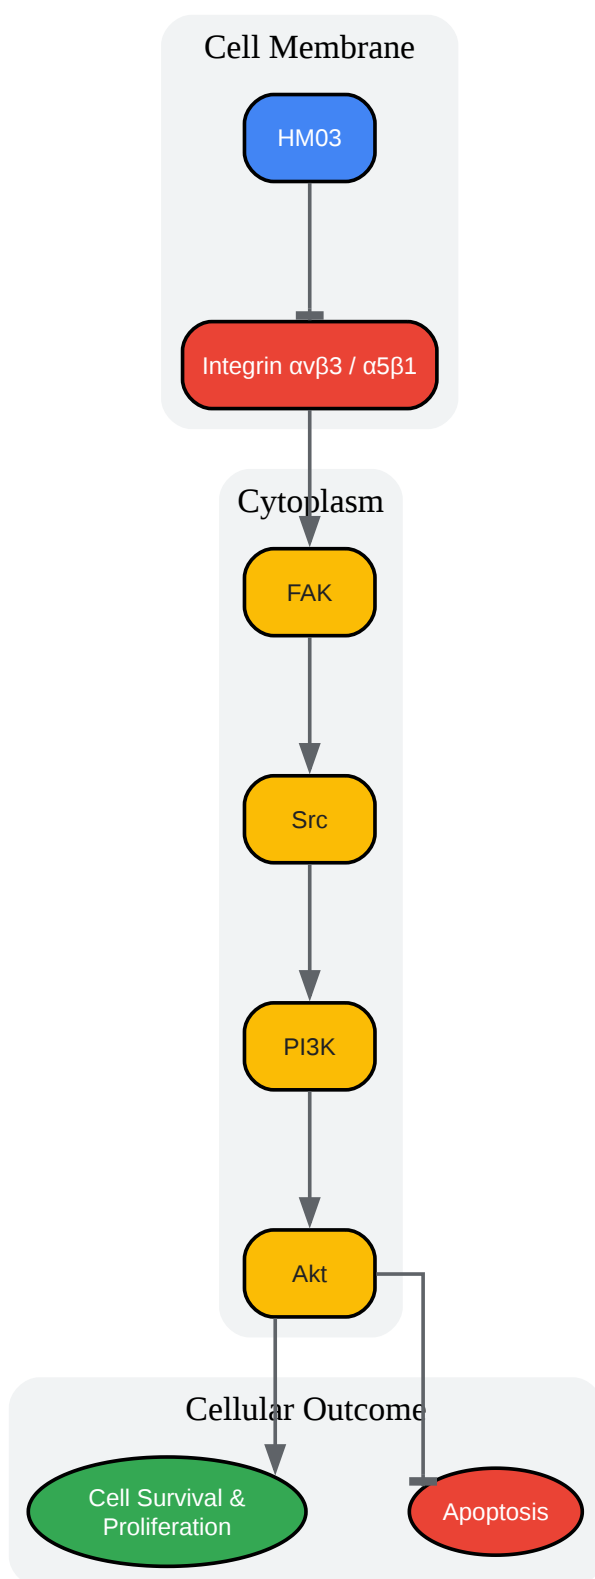 Cell Membrane
HM03
Integrin αvβ3 / α5β1
Cytoplasm
FAK
Src
PI3K
Akt
Cellular Outcome
Cell Survival &
Proliferation
Apoptosis